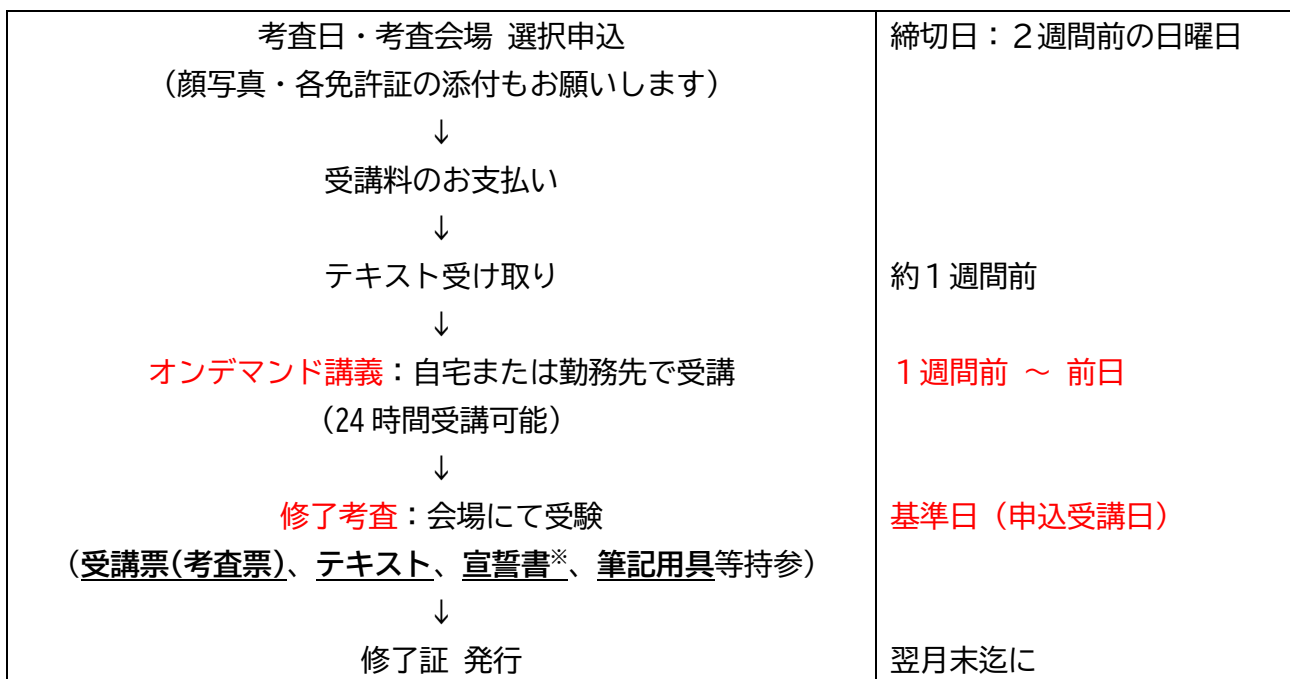 考査日・考査会場 選択申込 締切日：２週間前の日曜日
（顔写真・各免許証の添付もお願いします）
↓
受講料のお支払い
↓
テキスト受け取り 約１週間前
↓
オンデマンド講義：自宅または勤務先で受講 １週間前 ～ 前日
（24 時間受講可能）
↓
修了考査：会場にて受験 基準日（申込受講日）
（受講票(考査票)、テキスト、宣誓書※、筆記用具等持参）
↓
修了証 発行 翌月末迄に